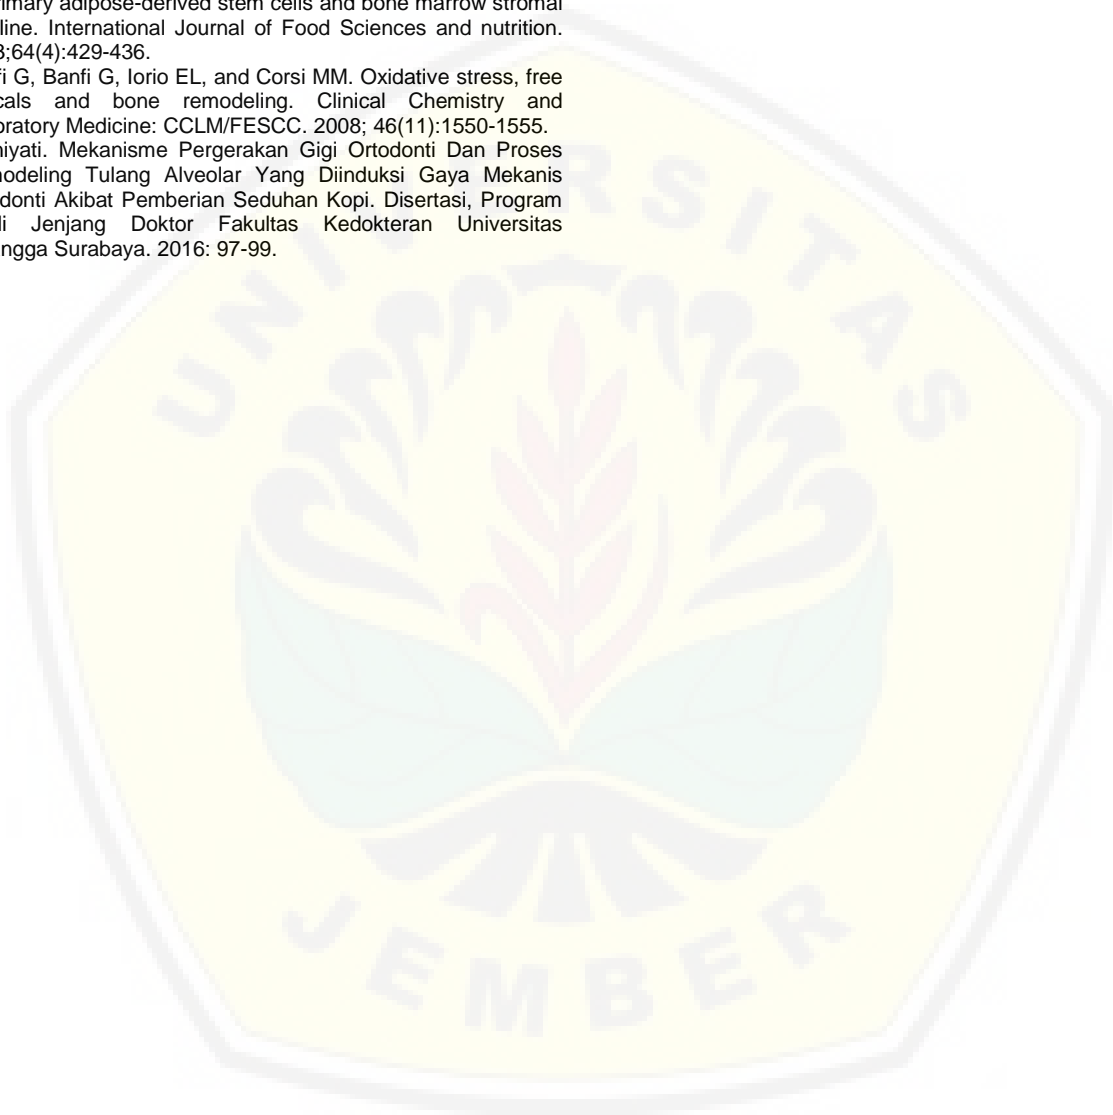 rimary adipose-derived stem cells and bone marrow stromal
line. International Journal of Food Sciences and nutrition.
3;64(4):429-436.
fi G, Banfi G, Iorio EL, and Corsi MM. Oxidative stress, free
cals and bone remodeling. Clinical Chemistry and
oratory Medicine: CCLM/FESCC. 2008; 46(11):1550-1555.
niyati. Mekanisme Pergerakan Gigi Ortodonti Dan Proses
nodeling Tulang Alveolar Yang Diinduksi Gaya Mekanis
donti Akibat Pemberian Seduhan Kopi. Disertasi, Program
di Jenjang Doktor Fakultas Kedokteran Universitas
ngga Surabaya. 2016: 97-99.
UNIVERSITAS
JEMBER